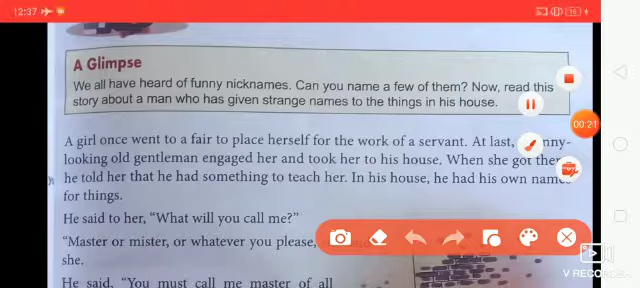 12:37
16
A Glimpse
We all have heard of funny nicknames. Can you name a few of them? Now, read this
story about a man who has given strange names to the things in his house.
00:21
A girl once went to a fair to place herself for the work of a servant. At last, nny-
looking old gentleman engaged her and took her to his house. When she got ther
he told her that he had something to teach her. In his house, he had his own name
for things.
He said to her, "What will you call me?"
"Master or mister, or whatever you please,
she.
He said, "You must call me master of all
V RECORDER